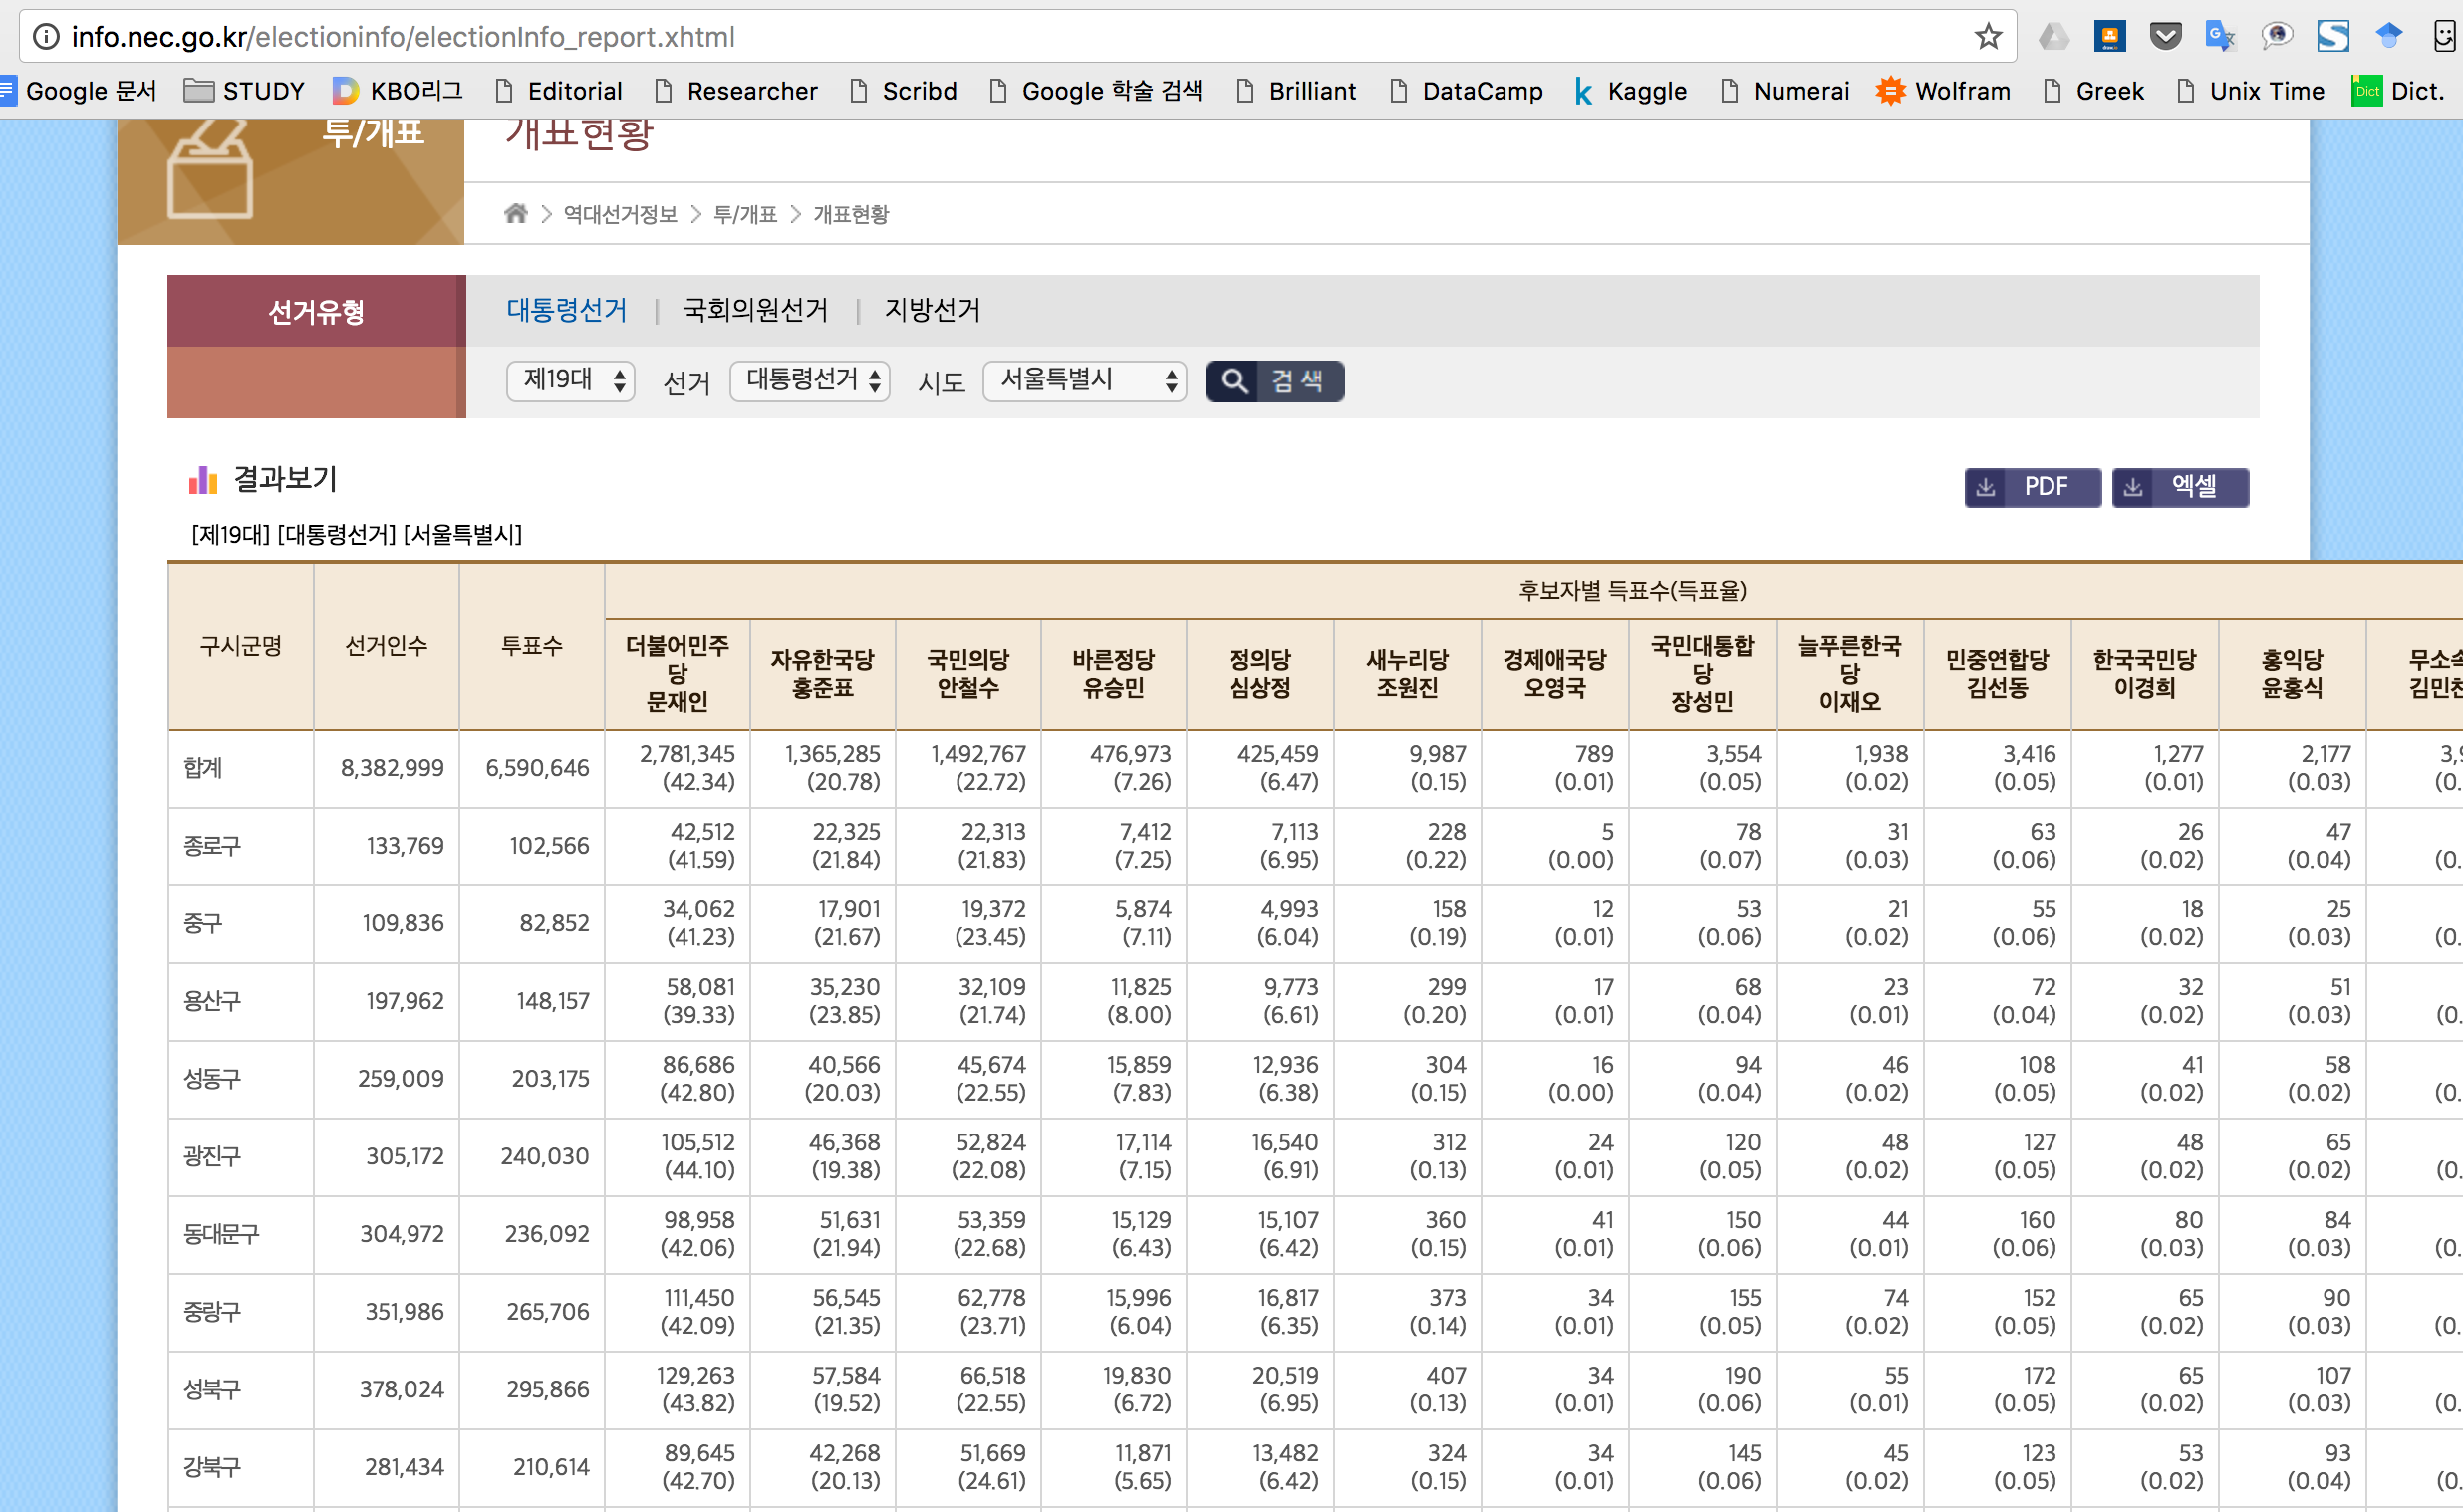 info.nec.go.kr/electioninfo/electionInfo_report.xhtml
Google 문서 STUDY KBO리그 Editorial Researcher Scribd Google 학술 검색 Brilliant DataCamp Kaggle Numerai Wolfram Greek Unix Time Dict Dict.
투/개표 개표현황
> 역대선거정보 > 투/개표 > 개표현황
선거유형 대통령선거 | 국회의원선거 | 지방선거
제19대 선거 대통령선거 시도 서울특별시 검색
결과보기 PDF 엑셀
[제19대] [대통령선거] [서울특별시]
후보자별 득표수(득표율)
구시군명 선거인수 투표수 더불어민주당 문재인 자유한국당 홍준표 국민의당 안철수 바른정당 유승민 정의당 심상정 새누리당 조원진 경제애국당 오영국 국민대통합당 장성민 늘푸른한국당 이재오 민중연합당 김선동 한국국민당 이경희 홍익당 윤홍식
합계 8,382,999 6,590,646 2,781,345 1,365,285 1,492,767 476,973 425,459 9,987 789 3,554 1,938 3,416 1,277 2,177
(42.34) (20.78) (22.72) (7.26) (6.47) (0.15) (0.01) (0.05) (0.02) (0.05) (0.01) (0.03)
종로구 133,769 102,566 42,512 22,325 22,313 7,412 7,113 228 5 78 31 63 26 47
(41.59) (21.84) (21.83) (7.25) (6.95) (0.22) (0.00) (0.07) (0.03) (0.06) (0.02) (0.04)
중구 109,836 82,852 34,062 17,901 19,372 5,874 4,993 158 12 53 21 55 18 25
(41.23) (21.67) (23.45) (7.11) (6.04) (0.19) (0.01) (0.06) (0.02) (0.06) (0.02) (0.03)
용산구 197,962 148,157 58,081 35,230 32,109 11,825 9,773 299 17 68 23 72 32 51
(39.33) (23.85) (21.74) (8.00) (6.61) (0.20) (0.01) (0.04) (0.01) (0.04) (0.02) (0.03)
성동구 259,009 203,175 86,686 40,566 45,674 15,859 12,936 304 16 94 46 108 41 58
(42.80) (20.03) (22.55) (7.83) (6.38) (0.15) (0.00) (0.04) (0.02) (0.05) (0.02) (0.02)
광진구 305,172 240,030 105,512 46,368 52,824 17,114 16,540 312 24 120 48 127 48 65
(44.10) (19.38) (22.08) (7.15) (6.91) (0.13) (0.01) (0.05) (0.02) (0.05) (0.02) (0.02)
동대문구 304,972 236,092 98,958 51,631 53,359 15,129 15,107 360 41 150 44 160 80 84
(42.06) (21.94) (22.68) (6.43) (6.42) (0.15) (0.01) (0.06) (0.01) (0.06) (0.03) (0.03)
중랑구 351,986 265,706 111,450 56,545 62,778 15,996 16,817 373 34 155 74 152 65 90
(42.09) (21.35) (23.71) (6.04) (6.35) (0.14) (0.01) (0.05) (0.02) (0.05) (0.02) (0.03)
성북구 378,024 295,866 129,263 57,584 66,518 19,830 20,519 407 34 190 55 172 65 107
(43.82) (19.52) (22.55) (6.72) (6.95) (0.13) (0.01) (0.06) (0.01) (0.05) (0.02) (0.03)
강북구 281,434 210,614 89,645 42,268 51,669 11,871 13,482 324 34 145 45 123 53 93
(42.70) (20.13) (24.61) (5.65) (6.42) (0.15) (0.01) (0.06) (0.02) (0.05) (0.02) (0.04)